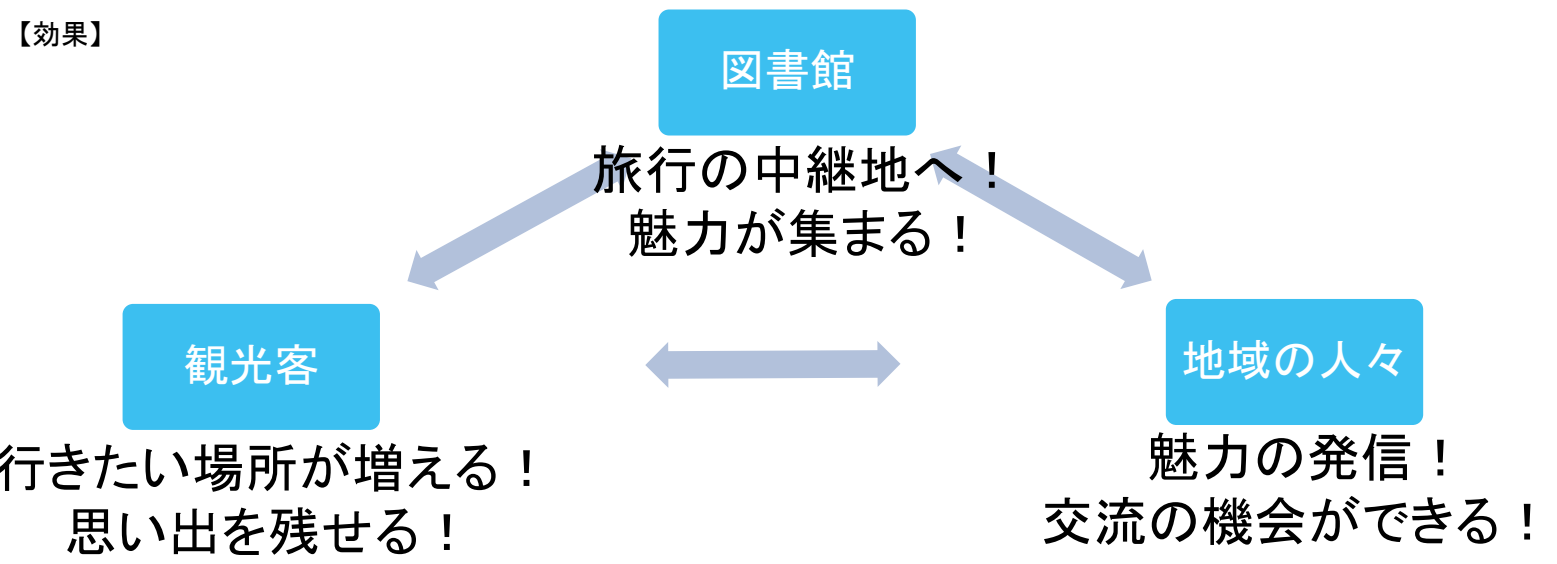 【効果】
図書館
旅行の中継地へ！
魅力が集まる！
観光客
行きたい場所が増える！
思い出を残せる！
地域の人々
魅力の発信！
交流の機会ができる！